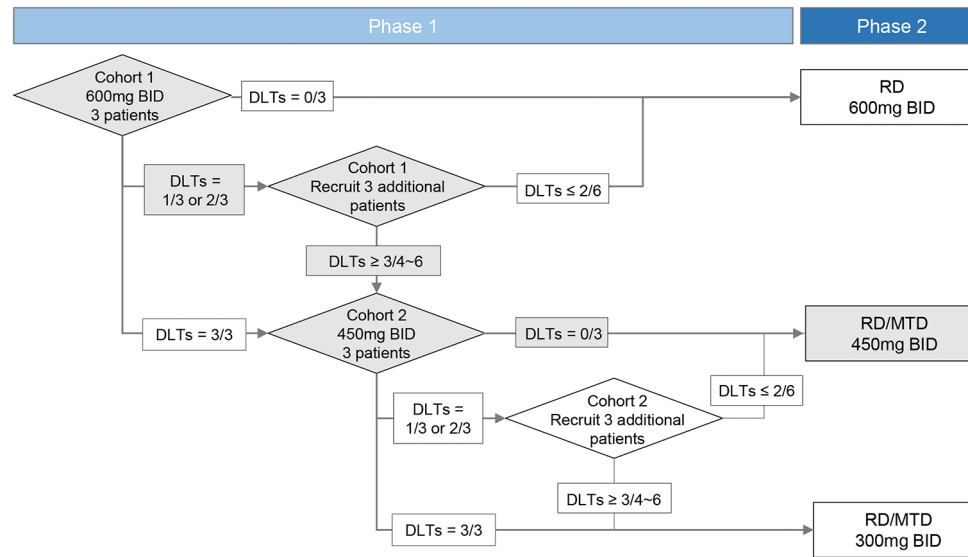 Phase 1
Phase 2
Cohort 1
600mg BID
3 patients
DLTs = 0/3
RD
600mg BID
DLTs =
1/3 or 2/3
Cohort 1
Recruit 3 additional
patients
DLTs ≤ 2/6
DLTs ≥ 3/4~6
DLTs = 3/3
Cohort 2
450mg BID
3 patients
DLTs = 0/3
RD/MTD
450mg BID
DLTs ≤ 2/6
DLTs =
1/3 or 2/3
Cohort 2
Recruit 3 additional
patients
DLTs ≥ 3/4~6
DLTs = 3/3
RD/MTD
300mg BID